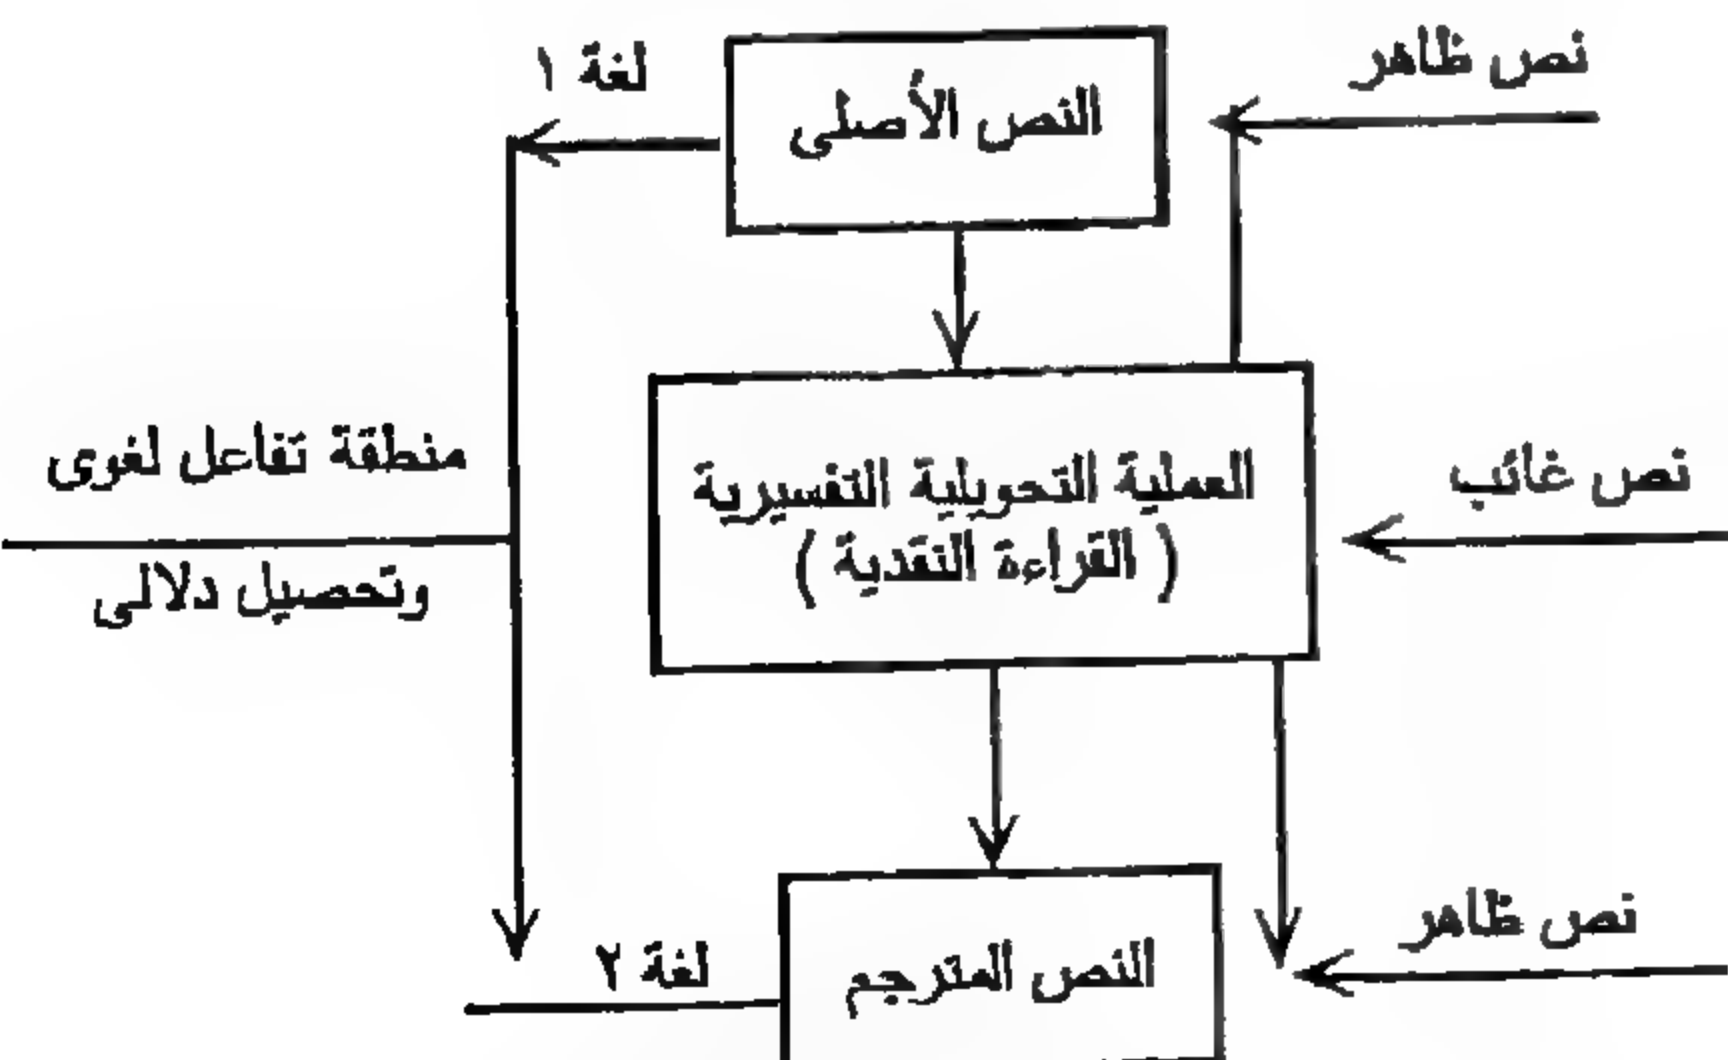 نص ظاهر
النص الأصلى
لغة ١
نص غائب
العملية التحويلية التفسيرية
( القراءة النقدية )
منطقة تفاعل لغوى
وتحصيل دلالى
نص ظاهر
النص المترجم
لغة ٢